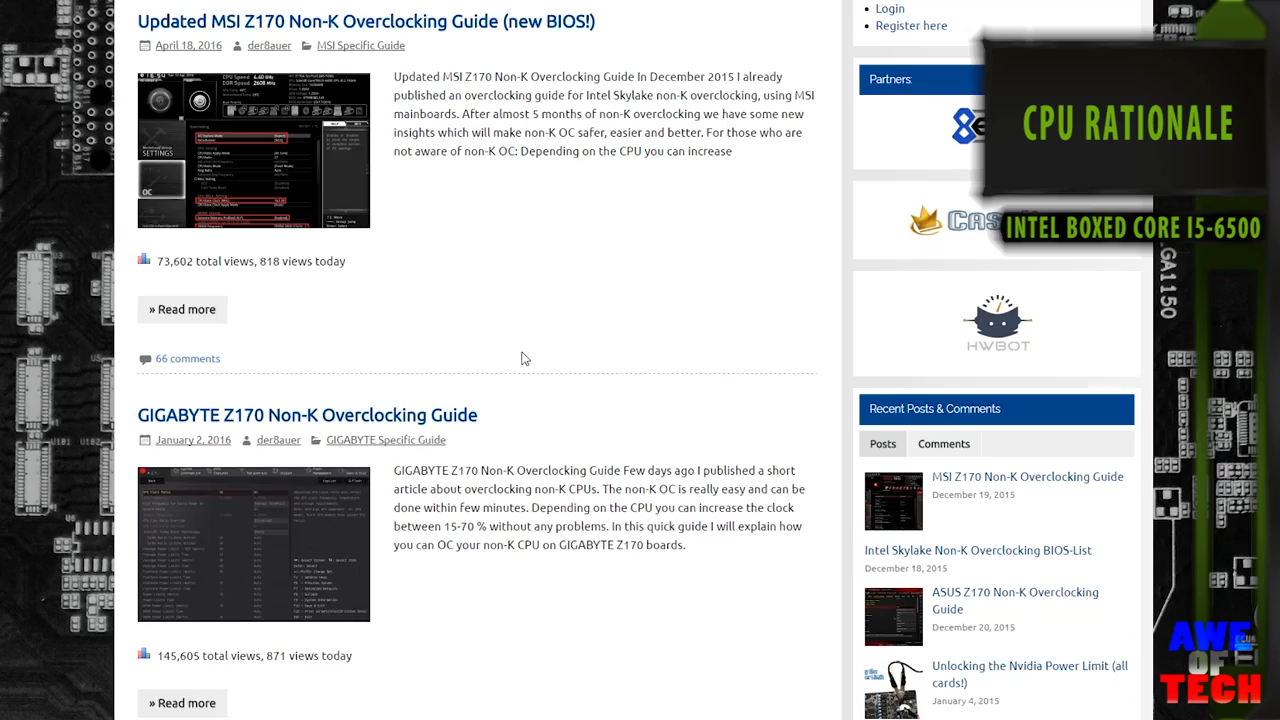 Updated MSI Z170 Non-K Overclocking Guide (new BIOS!)
April 18, 2016 der8auer MSI Specific Guide
Updated MSI Z170 Non-K Overclocking Guide In December 2015 I already
published an overclocking guide for Intel Skylake non-K overclocking using MSI
mainboards. After almost 5 months of non-K overclocking we have some new
insights which will make non-K OC safer, easier and better. For those who are
not aware of non-K OC: Depending on the CPU you can increase
SETTINGS
OC
73,602 total views, 818 views today
» Read more
66 comments
GIGABYTE Z170 Non-K Overclocking Guide
January 2, 2016 der8auer GIGABYTE Specific Guide
GIGABYTE Z170 Non-K Overclocking Guide Few days ago I published a short
article about overclocking non-K CPUs. The non-K OC is really easy and can be
done within few minutes. Depending on the CPU you can increase the clock
between 15-70 % without any problems. In this quick guide I will explain how
you can OC your non-K CPU on GIGABYTE Z170 boards.
145,605 total views, 871 views today
» Read more
Login
Register here
Partners:
INTEL BOXED CORE I5-6500
HWBOT
Recent Posts & Comments
Posts Comments
MSI Z170 Non-K Overclocking Guide
December 19, 2015
Intel Skylake Non-K Overclocking BIOS-List
December 18, 2015
ASUS Z170 Non-K Overclocking
Guide
December 20, 2015
Unlocking the Nvidia Power Limit (all
cards!)
January 4, 2015
GA1150
AWE
OF
TECH